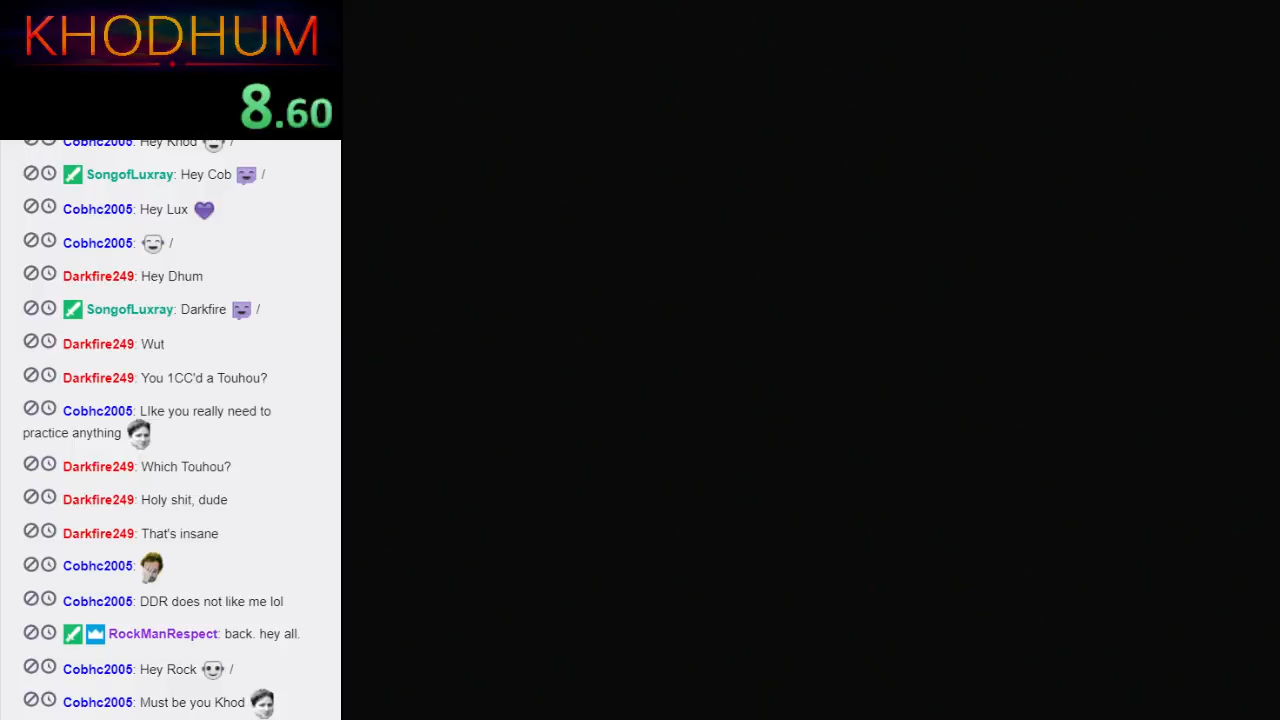 KHODHUM
8.60
Cobhc2005: Hey Khod /
SongofLuxray: Hey Cob /
Cobhc2005: Hey Lux
Cobhc2005: /
Darkfire249: Hey Dhum
SongofLuxray: Darkfire /
Darkfire249: Wut
Darkfire249: You 1CC'd a Touhou?
Cobhc2005: LIke you really need to
practice anything
Darkfire249: Which Touhou?
Darkfire249: Holy shit, dude
Darkfire249: That's insane
Cobhc2005:
Cobhc2005: DDR does not like me lol
RockManRespect: back. hey all.
Cobhc2005: Hey Rock /
Cobhc2005: Must be you Khod